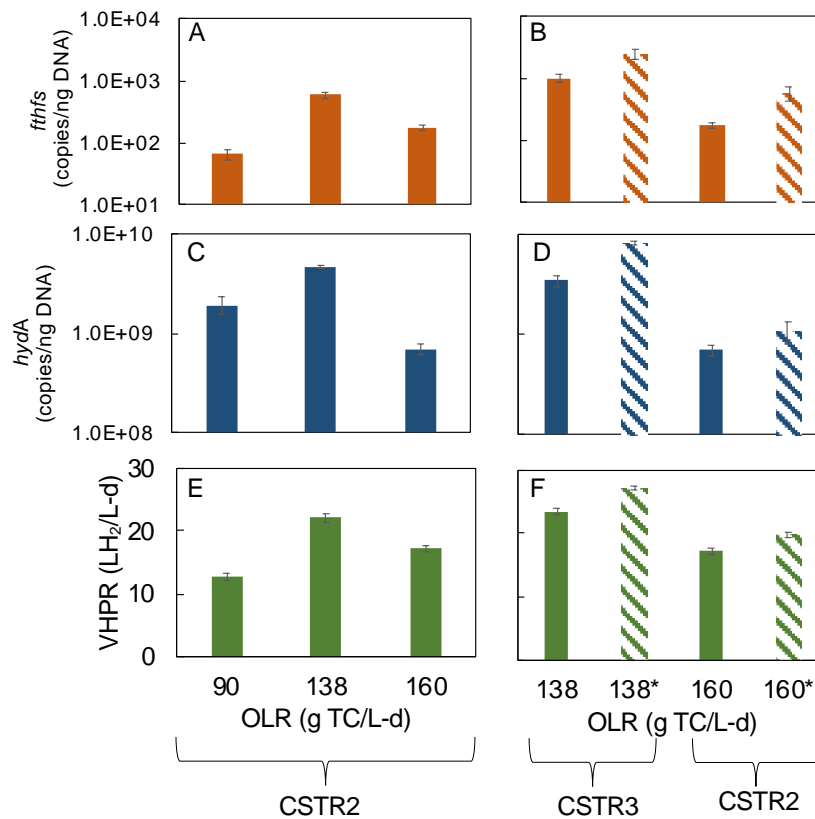 A
B
fthfs
(copies/ng DNA)
1.0E+04
1.0E+03
1.0E+02
1.0E+01
C
D
hydA
(copies/ng DNA)
1.0E+10
1.0E+09
1.0E+08
E
F
VHPR (LH₂/L-d)
30
20
10
0
90 138 160
OLR (g TC/L-d)
CSTR2
138 138* 160 160*
OLR (g TC/L-d)
CSTR3 CSTR2